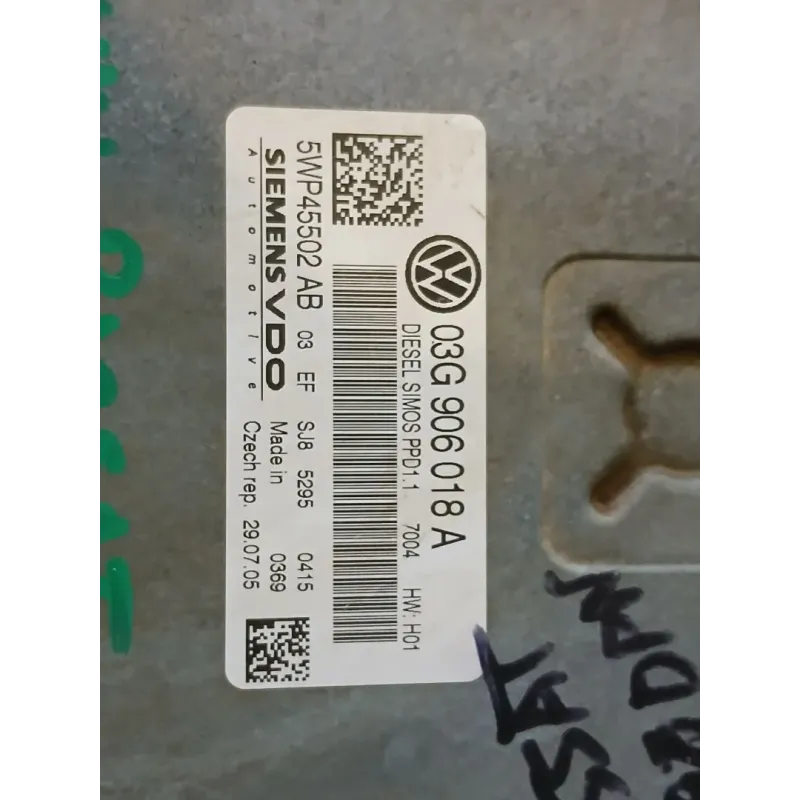 03G 906 018 A
DIESEL SIMOS PPD1.1 7004 HW: H01
5WP45502 AB 03 EF SJ8 5295 0415
SIEMENS VDO
Automotive
Made in 0369
Czech rep. 29.07.05